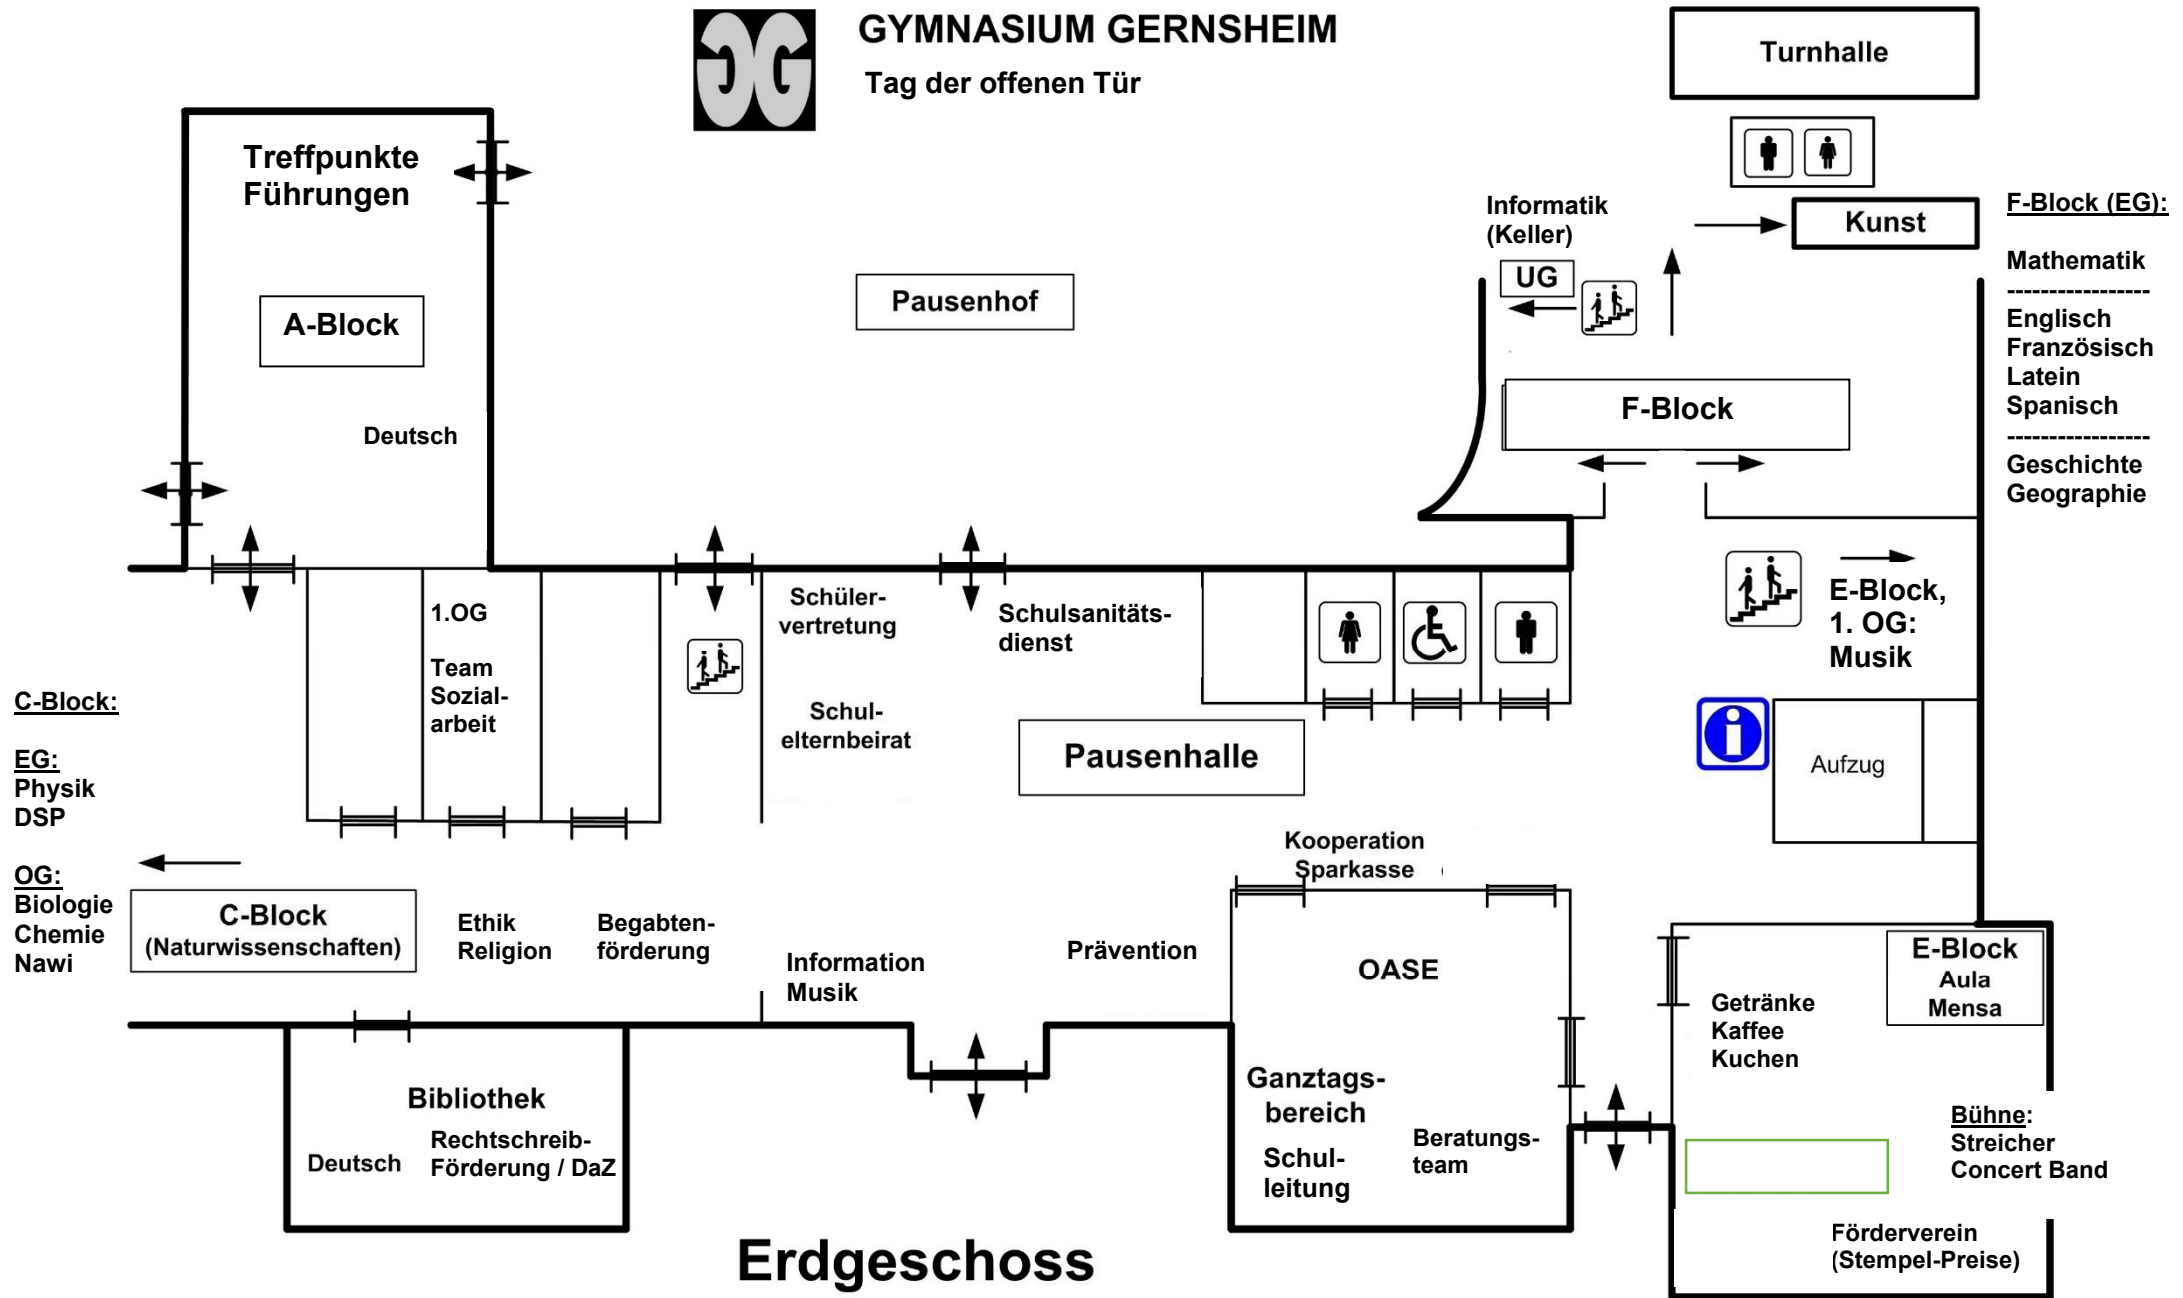 GYMNASIUM GERNSHEIM
Tag der offenen Tür
Turnhalle
Treffpunkte
Führungen
A-Block
Deutsch
Pausenhof
Informatik
(Keller)
UG
Kunst
F-Block
F-Block (EG):
Mathematik
-----------------
Englisch
Französisch
Latein
Spanisch
-----------------
Geschichte
Geographie
E-Block,
1. OG:
Musik
Aufzug
1.OG
Team
Sozial-
arbeit
Schüler-
vertretung
Schul-
elternbeirat
Schulsanitäts-
dienst
Pausenhalle
Kooperation
Sparkasse
C-Block:
EG:
Physik
DSP
OG:
Biologie
Chemie
Nawi
C-Block
(Naturwissenschaften)
Ethik
Religion
Begabten-
förderung
Information
Musik
Prävention
OASE
Ganztags-
bereich
Schul-
leitung
Beratungs-
team
E-Block
Aula
Mensa
Getränke
Kaffee
Kuchen
Bühne:
Streicher
Concert Band
Förderverein
(Stempel-Preise)
Bibliothek
Deutsch
Rechtschreib-
Förderung / DaZ
Erdgeschoss